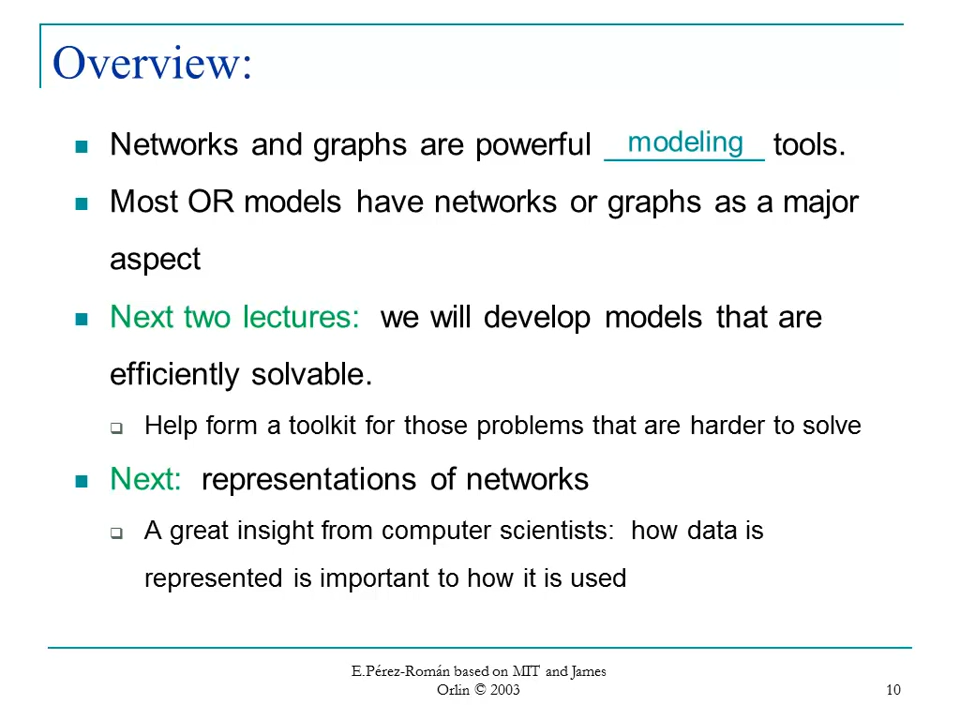 Overview:
Networks and graphs are powerful modeling tools.
Most OR models have networks or graphs as a major
aspect
Next two lectures: we will develop models that are
efficiently solvable.
Help form a toolkit for those problems that are harder to solve
Next: representations of networks
A great insight from computer scientists: how data is
represented is important to how it is used
E.Pérez-Román based on MIT and James
Orlin © 2003
10